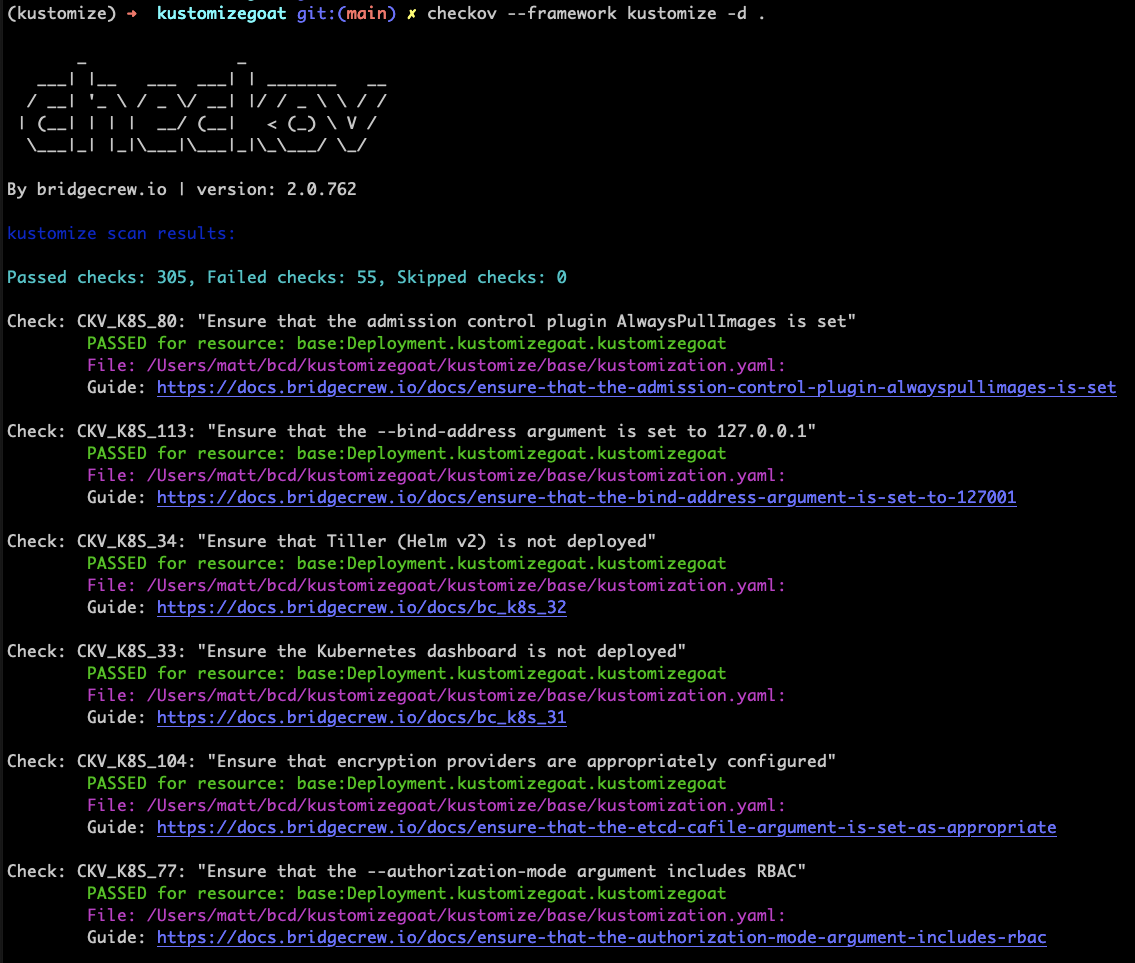 (kustomize) ➜  kustomizegoat git:(main) ✗ checkov --framework kustomize -d .
       _               _
   ___| |__   ___  ___| | _______   __
  / __| '_ \ / _ \/ __| |/ / _ \ \ / /
 | (__| | | |  __/ (__|   < (_) \ V /
  \___|_| |_|\___|\___|_|\_\___/ \_/
By bridgecrew.io | version: 2.0.762
kustomize scan results:
Passed checks: 305, Failed checks: 55, Skipped checks: 0
Check: CKV_K8S_80: "Ensure that the admission control plugin AlwaysPullImages is set"
PASSED for resource: base:Deployment.kustomizegoat.kustomizegoat
File: /Users/matt/bcd/kustomizegoat/kustomize/base/kustomization.yaml:
Guide: https://docs.bridgecrew.io/docs/ensure-that-the-admission-control-plugin-alwayspullimages-is-set
Check: CKV_K8S_113: "Ensure that the --bind-address argument is set to 127.0.0.1"
PASSED for resource: base:Deployment.kustomizegoat.kustomizegoat
File: /Users/matt/bcd/kustomizegoat/kustomize/base/kustomization.yaml:
Guide: https://docs.bridgecrew.io/docs/ensure-that-the-bind-address-argument-is-set-to-127001
Check: CKV_K8S_34: "Ensure that Tiller (Helm v2) is not deployed"
PASSED for resource: base:Deployment.kustomizegoat.kustomizegoat
File: /Users/matt/bcd/kustomizegoat/kustomize/base/kustomization.yaml:
Guide: https://docs.bridgecrew.io/docs/bc_k8s_32
Check: CKV_K8S_33: "Ensure the Kubernetes dashboard is not deployed"
PASSED for resource: base:Deployment.kustomizegoat.kustomizegoat
File: /Users/matt/bcd/kustomizegoat/kustomize/base/kustomization.yaml:
Guide: https://docs.bridgecrew.io/docs/bc_k8s_31
Check: CKV_K8S_104: "Ensure that encryption providers are appropriately configured"
PASSED for resource: base:Deployment.kustomizegoat.kustomizegoat
File: /Users/matt/bcd/kustomizegoat/kustomize/base/kustomization.yaml:
Guide: https://docs.bridgecrew.io/docs/ensure-that-the-etcd-cafile-argument-is-set-as-appropriate
Check: CKV_K8S_77: "Ensure that the --authorization-mode argument includes RBAC"
PASSED for resource: base:Deployment.kustomizegoat.kustomizegoat
File: /Users/matt/bcd/kustomizegoat/kustomize/base/kustomization.yaml:
Guide: https://docs.bridgecrew.io/docs/ensure-that-the-authorization-mode-argument-includes-rbac